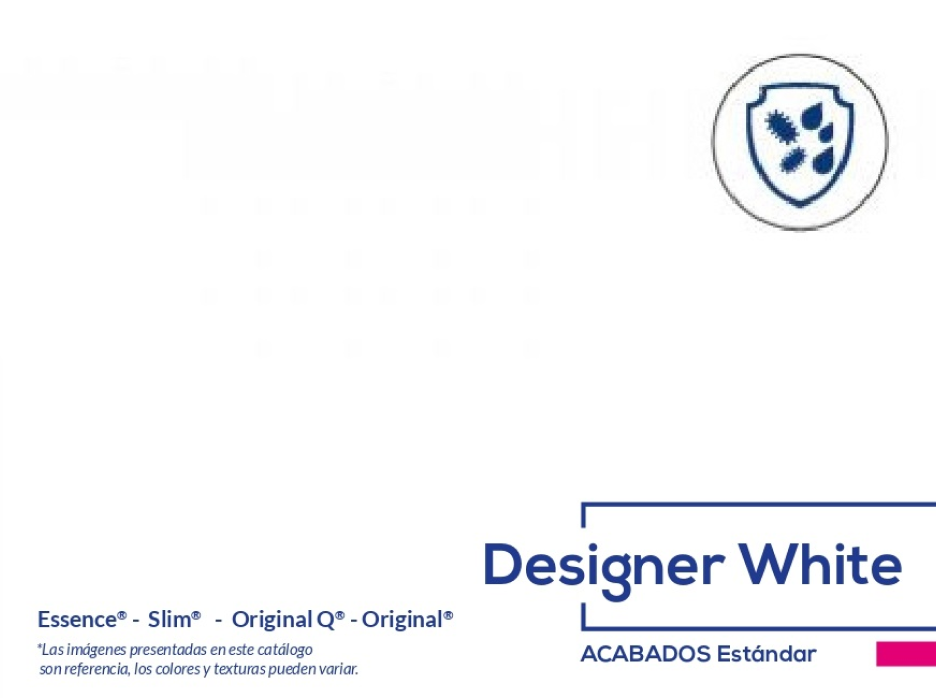 Designer White
Essence® - Slim® - Original Q® - Original®
*Las imágenes presentadas en este catálogo
son referencia, los colores y texturas pueden variar.
ACABADOS Estándar